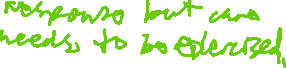 response but care
needs to be exercised,